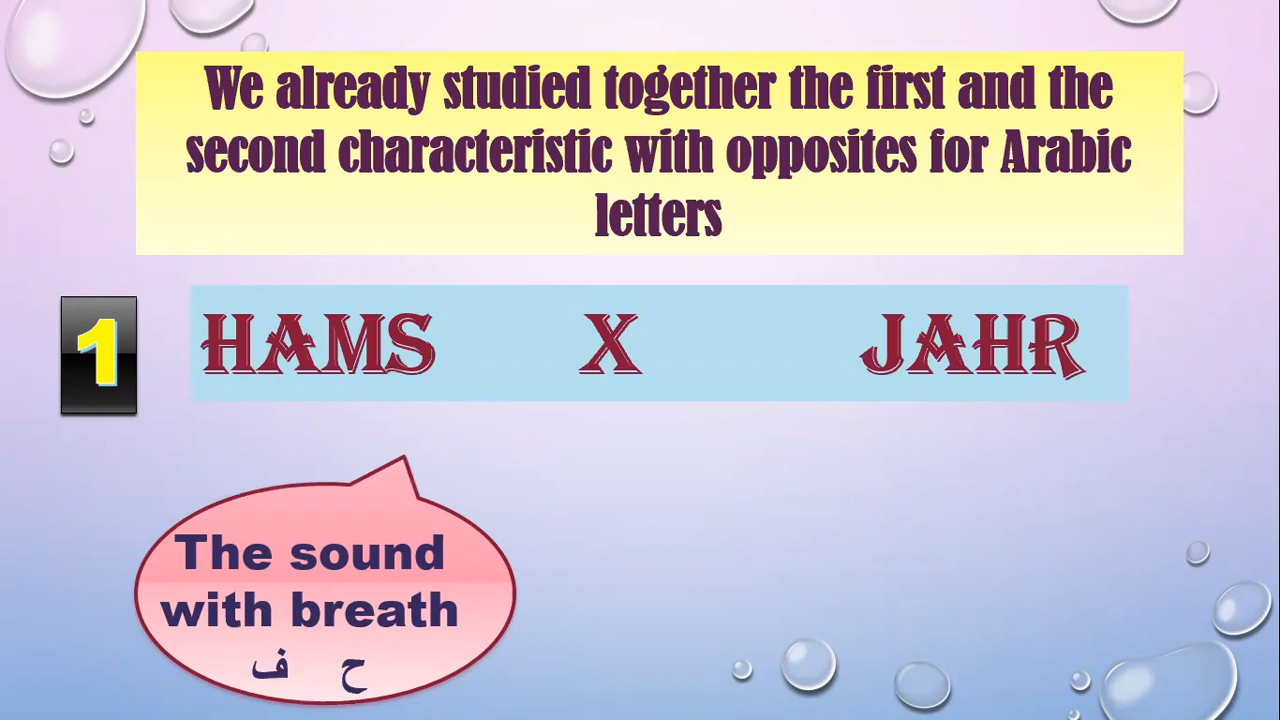 We already studied together the first and the
second characteristic with opposites for Arabic
letters
1
HAMS X JAHR
The sound
with breath
ف ح